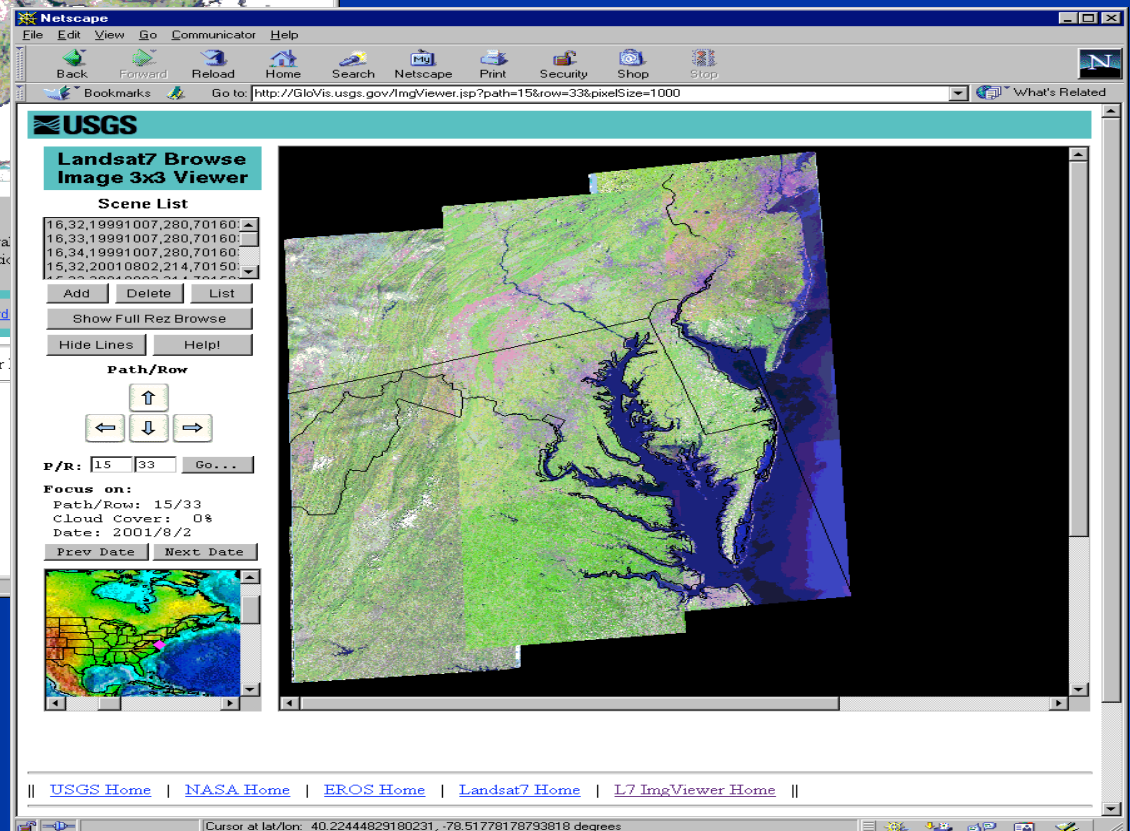 Netscape
File Edit View Go Communicator Help
Back Forward Reload Home Search Netscape Print Security Shop Stop
Bookmarks Go to: http://GloVis.usgs.gov/ImgViewer.jsp?path=15&row=33&pixelSize=1000 What's Related
USGS
Landsat7 Browse
Image 3x3 Viewer
Scene List
16,32,19991007,280,70160
16,33,19991007,280,70160
16,34,19991007,280,70160
15,32,20010802,214,70150
Add Delete List
Show Full Rez Browse
Hide Lines Help!
Path/Row
P/R: 15 33 Go...
Focus on:
Path/Row: 15/33
Cloud Cover: 0%
Date: 2001/8/2
Prev Date Next Date
|| USGS Home | NASA Home | EROS Home | Landsat7 Home | L7 ImgViewer Home ||
Cursor at lat/lon: 40.22444829180231, -78.51778178793818 degrees